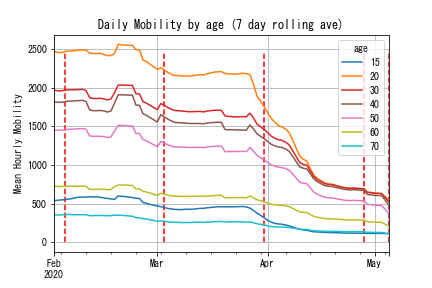 Daily Mobility by age (7 day rolling ave)
Mean Hourly Mobility
2500
2000
1500
1000
500
0
age
15
20
30
40
50
60
70
Feb
2020
Mar
Apr
May